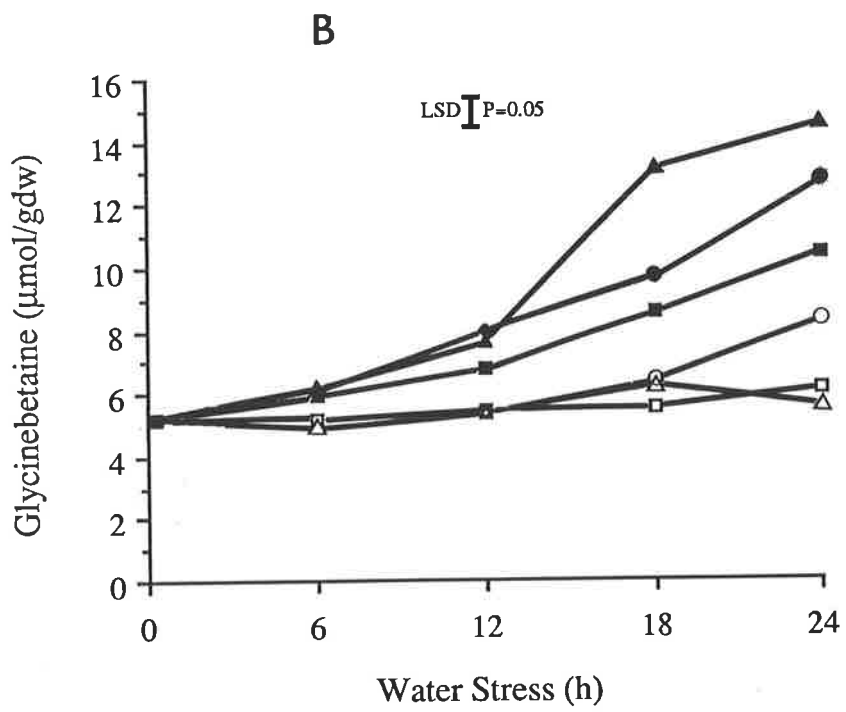 B
LSD P=0.05
16
14
12
10
8
6
4
2
0
Glycinebetaine (µmol/gdw)
0 6 12 18 24
Water Stress (h)